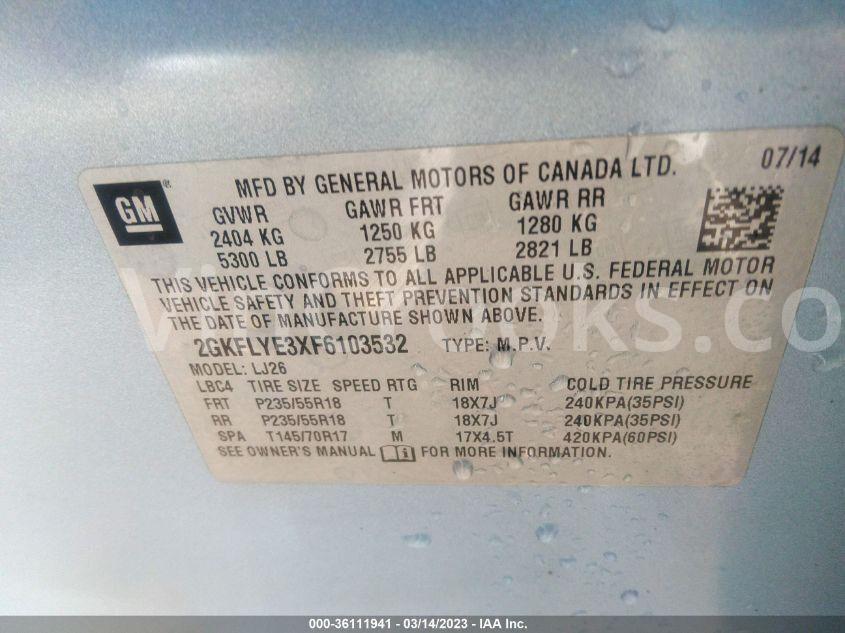 GM ®
MFD BY GENERAL MOTORS OF CANADA LTD. 07/14
GVWR GAWR FRT GAWR RR
2404 KG 1250 KG 1280 KG
5300 LB 2755 LB 2821 LB
THIS VEHICLE CONFORMS TO ALL APPLICABLE U.S. FEDERAL MOTOR
VEHICLE SAFETY AND THEFT PREVENTION STANDARDS IN EFFECT ON
THE DATE OF MANUFACTURE SHOWN ABOVE.
2GKFLYE3XF6103532 TYPE: M.P.V.
MODEL: LJ26
LBC4 TIRE SIZE SPEED RTG RIM COLD TIRE PRESSURE
FRT P235/55R18 T 18X7J 240KPA(35PSI)
RR P235/55R18 T 18X7J 240KPA(35PSI)
SPA T145/70R17 M 17X4.5T 420KPA(60PSI)
SEE OWNER'S MANUAL FOR MORE INFORMATION.
000-36111941 - 03/14/2023 - IAA Inc.